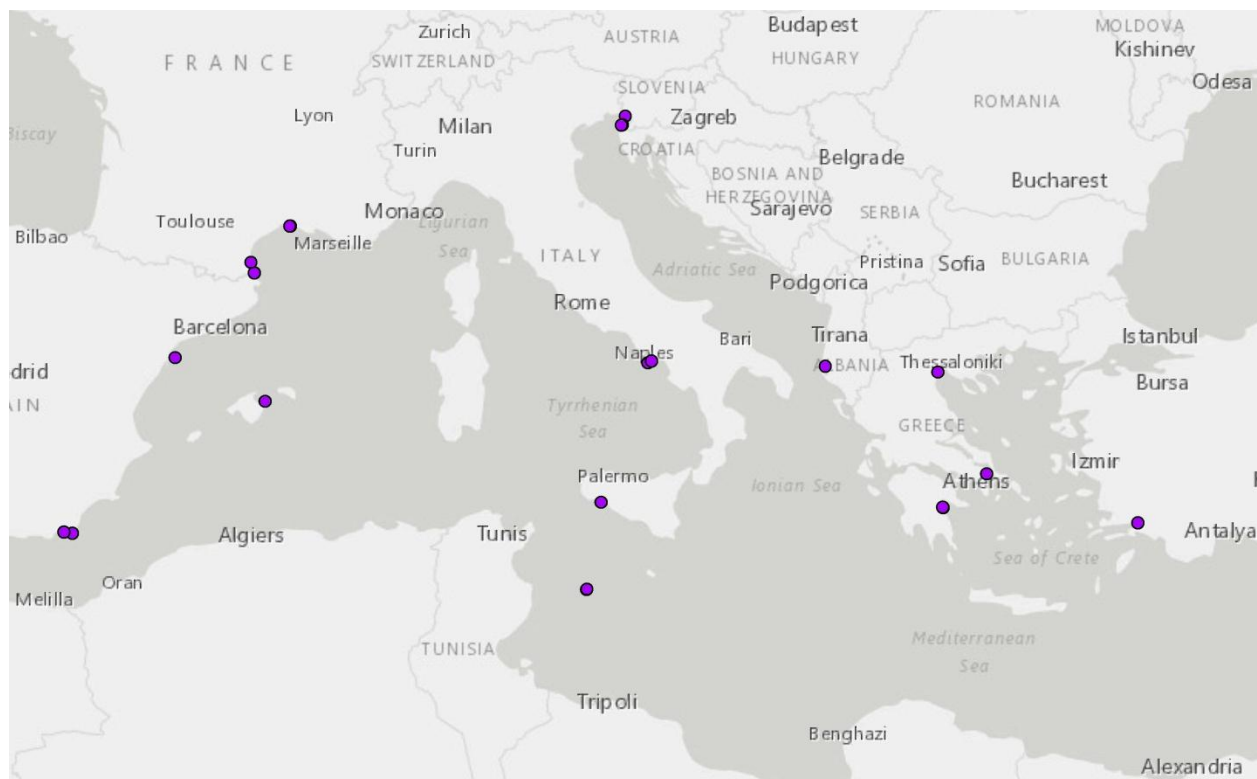 Budapest
MOLDOVA
Zurich
AUSTRIA
Kishinev
FRANCE
SWITZERLAND
HUNGARY
Odesa
SLOVENIA
ROMANIA
Lyon
Zagreb
Milan
Biscay
Turin
CROATIA
Belgrade
BOSNIA AND
HERZEGOVINA
Bucharest
Sarajevo
SERBIA
Monaco
Toulouse
Ligurian
Sea
Bilbao
Marseille
ITALY
Adriatic Sea
Pristina
Sofia
BULGARIA
Podgorica
Rome
Barcelona
Tirana
Istanbul
Bari
Naples
ALBANIA
Thessaloniki
drid
Bursa
AIN
Tyrrhenian
Sea
GREECE
Izmir
Palermo
Ionian Sea
Athens
Algiers
Tunis
Antalya
Sea of Crete
Oran
Melilla
Mediterranean
Sea
TUNISIA
Tripoli
Benghazi
Alexandria